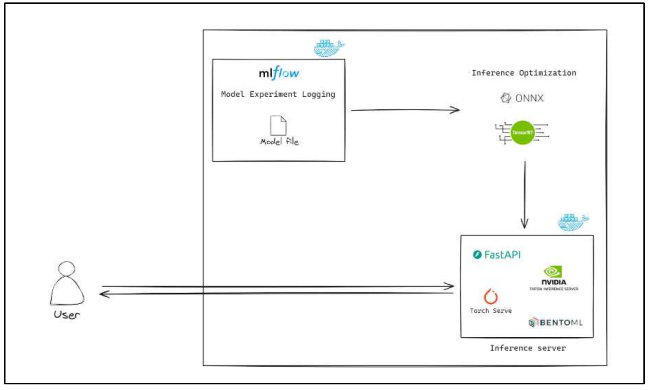 mlflow
Model Experiment Logging
Model file
Inference Optimization
ONNX
TensorRT
FastAPI
NVIDIA
TRITON INFERENCE SERVER
Torch Serve
BENTOML
Inference server
User